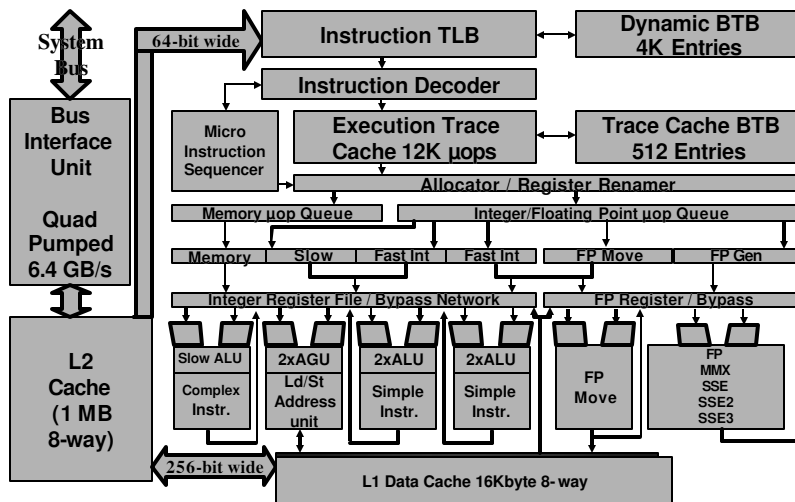 System
Bus
64-bit wide
Instruction TLB
Dynamic BTB
4K Entries
Instruction Decoder
Bus
Interface
Unit
Quad
Pumped
6.4 GB/s
Micro
Instruction
Sequencer
Execution Trace
Cache 12K µops
Trace Cache BTB
512 Entries
Allocator / Register Renamer
Memory µop Queue
Integer/Floating Point µop Queue
Memory
Slow
Fast Int
Fast Int
FP Move
FP Gen
Integer Register File / Bypass Network
FP Register / Bypass
L2
Cache
(1 MB
8-way)
Slow ALU
Complex
Instr.
2xAGU
Ld/St
Address
unit
2xALU
Simple
Instr.
2xALU
Simple
Instr.
FP
Move
FP
MMX
SSE
SSE2
SSE3
256-bit wide
L1 Data Cache 16Kbyte 8-way